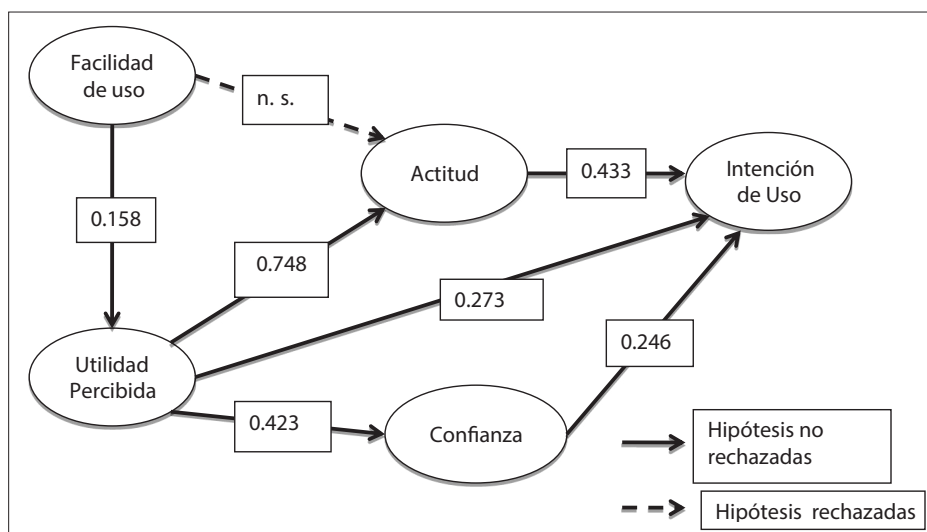 Facilidad
de uso
n. s.
Actitud
0.433
Intención
de Uso
0.158
0.748
0.273
0.246
Utilidad
Percibida
0.423
Confianza
Hipótesis no
rechazadas
Hipótesis rechazadas